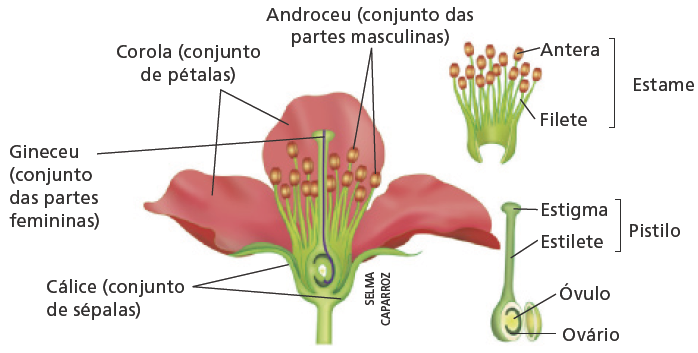 Androceu (conjunto das
partes masculinas)
Corola (conjunto
de pétalas)
Gineceu
(conjunto
das partes
femininas)
Cálice (conjunto
de sépalas)
SELMA
CAPARROZ
Antera
Estame
Filete
Estigma
Pistilo
Estilete
Óvulo
Ovário